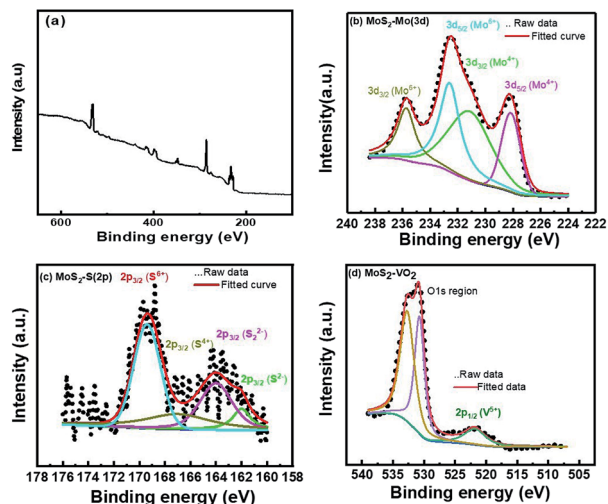 (a)
Intensity (a.u)
600
400
200
Binding energy (eV)
(b) MoS₂-Mo(3d)
3d₅/₂ (Mo⁶⁺)
.. Raw data
Fitted curve
3d₃/₂ (Mo⁶⁺)
3d₃/₂ (Mo⁴⁺)
3d₅/₂ (Mo⁴⁺)
Intensity(a.u.)
240 238 236 234 232 230 228 226 224 222
Binding energy (eV)
(c) MoS₂-S(2p)
2p₃/₂ (S⁶⁺)
...Raw data
Fitted curve
2p₃/₂ (S⁴⁺)
2p₃/₂ (S₂²⁻)
2p₃/₂ (S²⁻)
Intensity (a.u.)
178 176 174 172 170 168 166 164 162 160 158
Binding energy (eV)
(d) MoS₂-VO₂
O1s region
..Raw data
Fitted data
2p₁/₂ (V⁵⁺)
Intensity (a.u.)
540 535 530 525 520 515 510 505
Binding energy (eV)